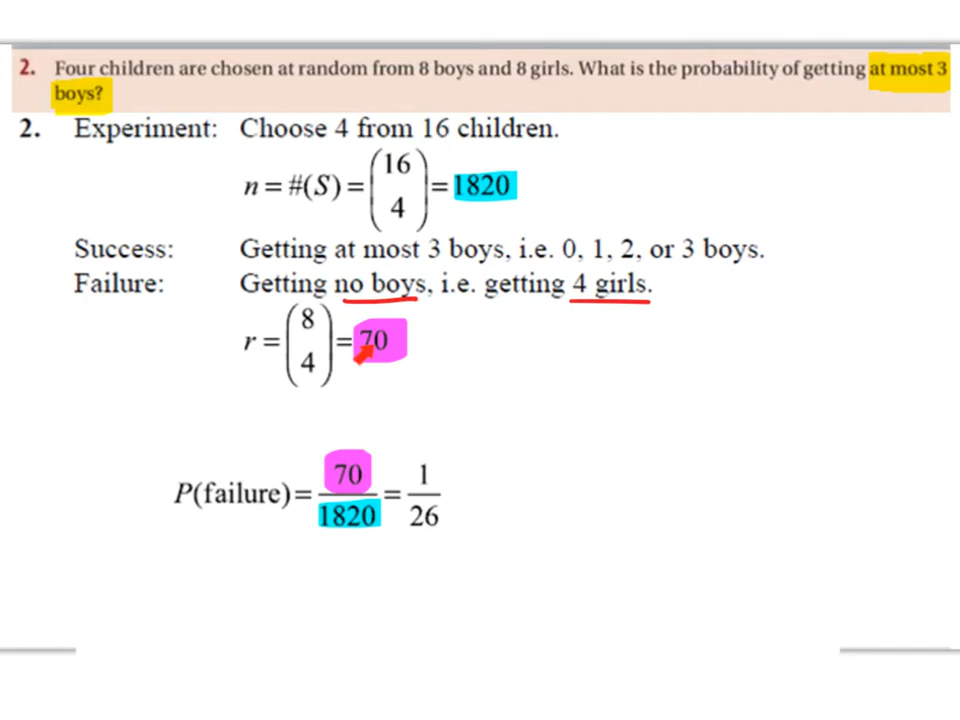 2. Four children are chosen at random from 8 boys and 8 girls. What is the probability of getting at most 3
boys?
2. Experiment: Choose 4 from 16 children.
n = #(S) = (16 4) = 1820
Success: Getting at most 3 boys, i.e. 0, 1, 2, or 3 boys.
Failure: Getting no boys, i.e. getting 4 girls.
r = (8 4) = 70
P(failure) = 70/1820 = 1/26